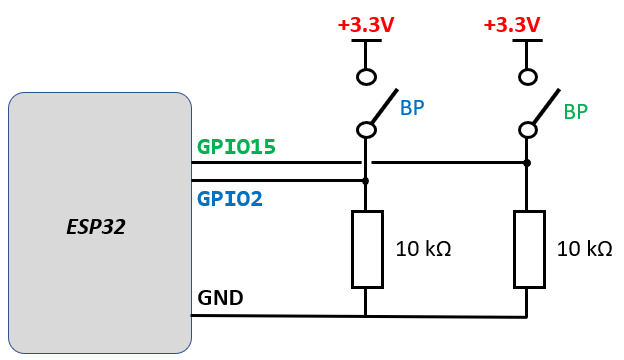 +3.3V
+3.3V
BP
BP
GPIO15
GPIO2
ESP32
10 kΩ
10 kΩ
GND